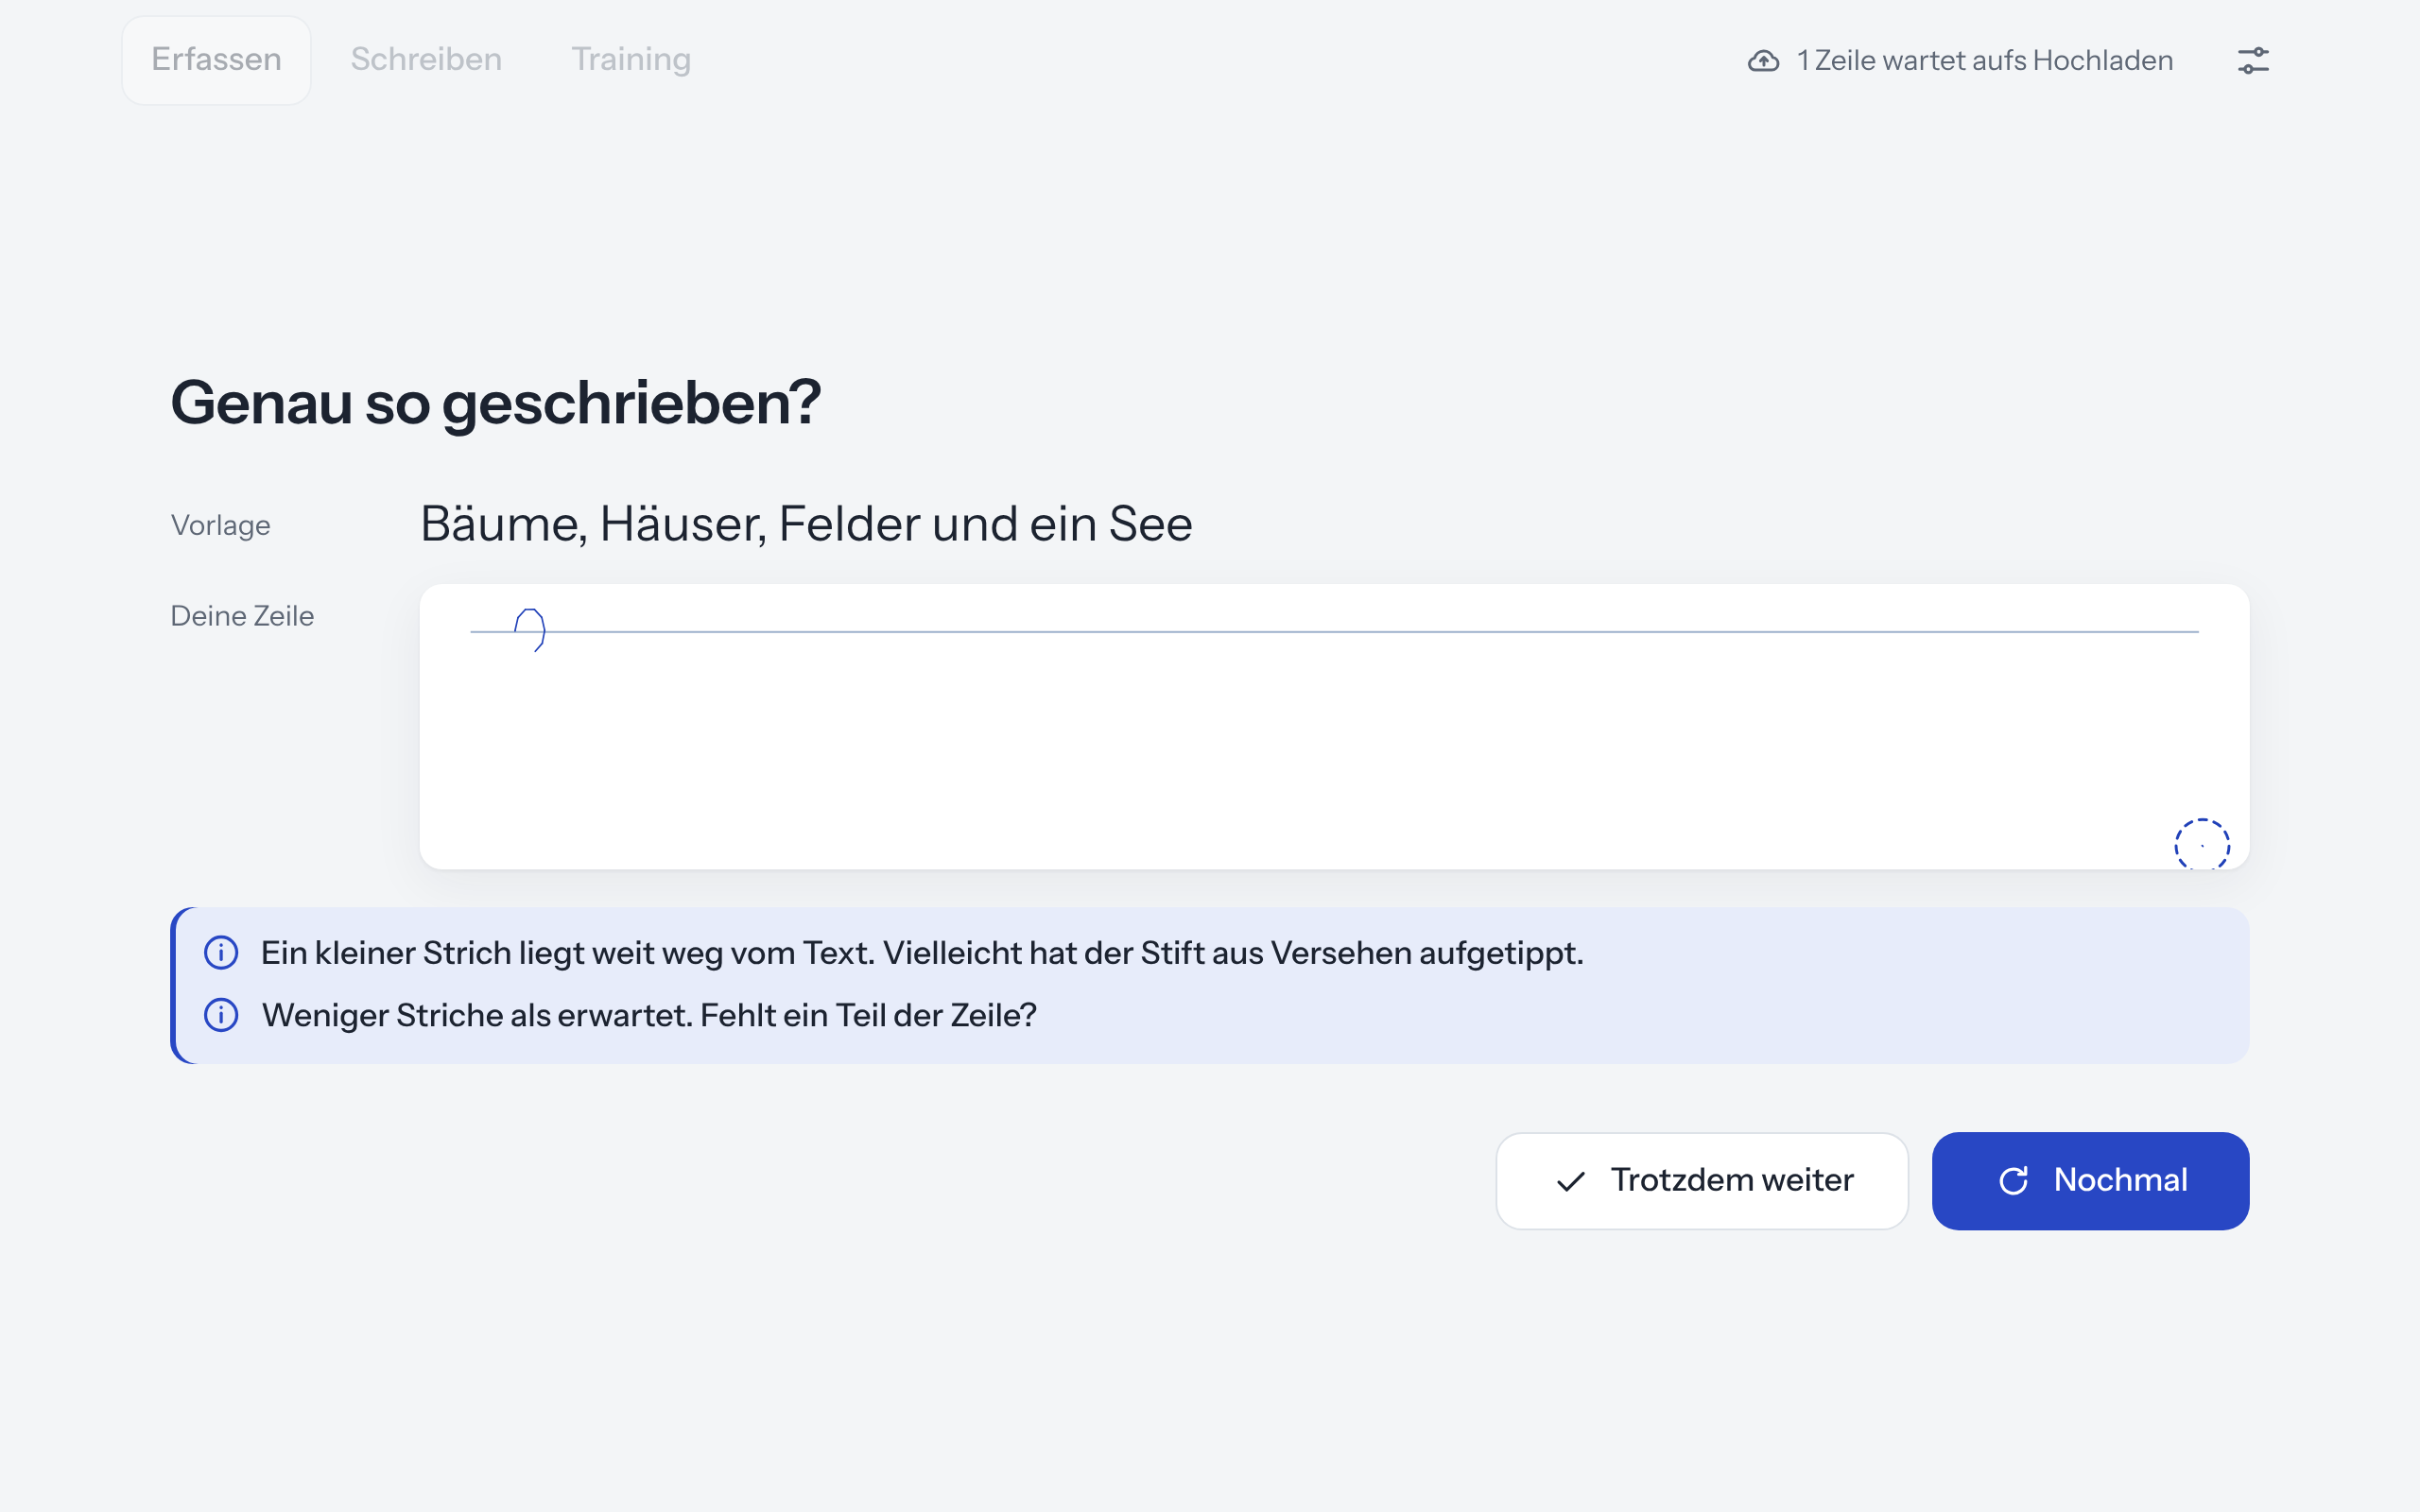 Erfassen Schreiben Training 1 Zeile wartet aufs Hochladen
Genau so geschrieben?
Vorlage Bäume, Häuser, Felder und ein See
Deine Zeile
Ein kleiner Strich liegt weit weg vom Text. Vielleicht hat der Stift aus Versehen aufgetippt.
Weniger Striche als erwartet. Fehlt ein Teil der Zeile?
Trotzdem weiter Nochmal